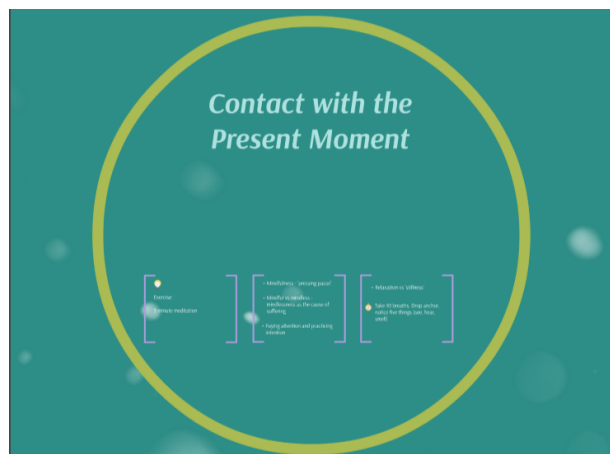 Contact with the
Present Moment
Exercise:
5 minute meditation
• Mindfulness - "pressing pause"
• Mindful vs mindless -
mindlessness as the cause of
suffering
• Paying attention and practising
intention
• Relaxation vs. Stillness
Take 10 breaths, drop anchor,
notice five things (see, hear,
smell)